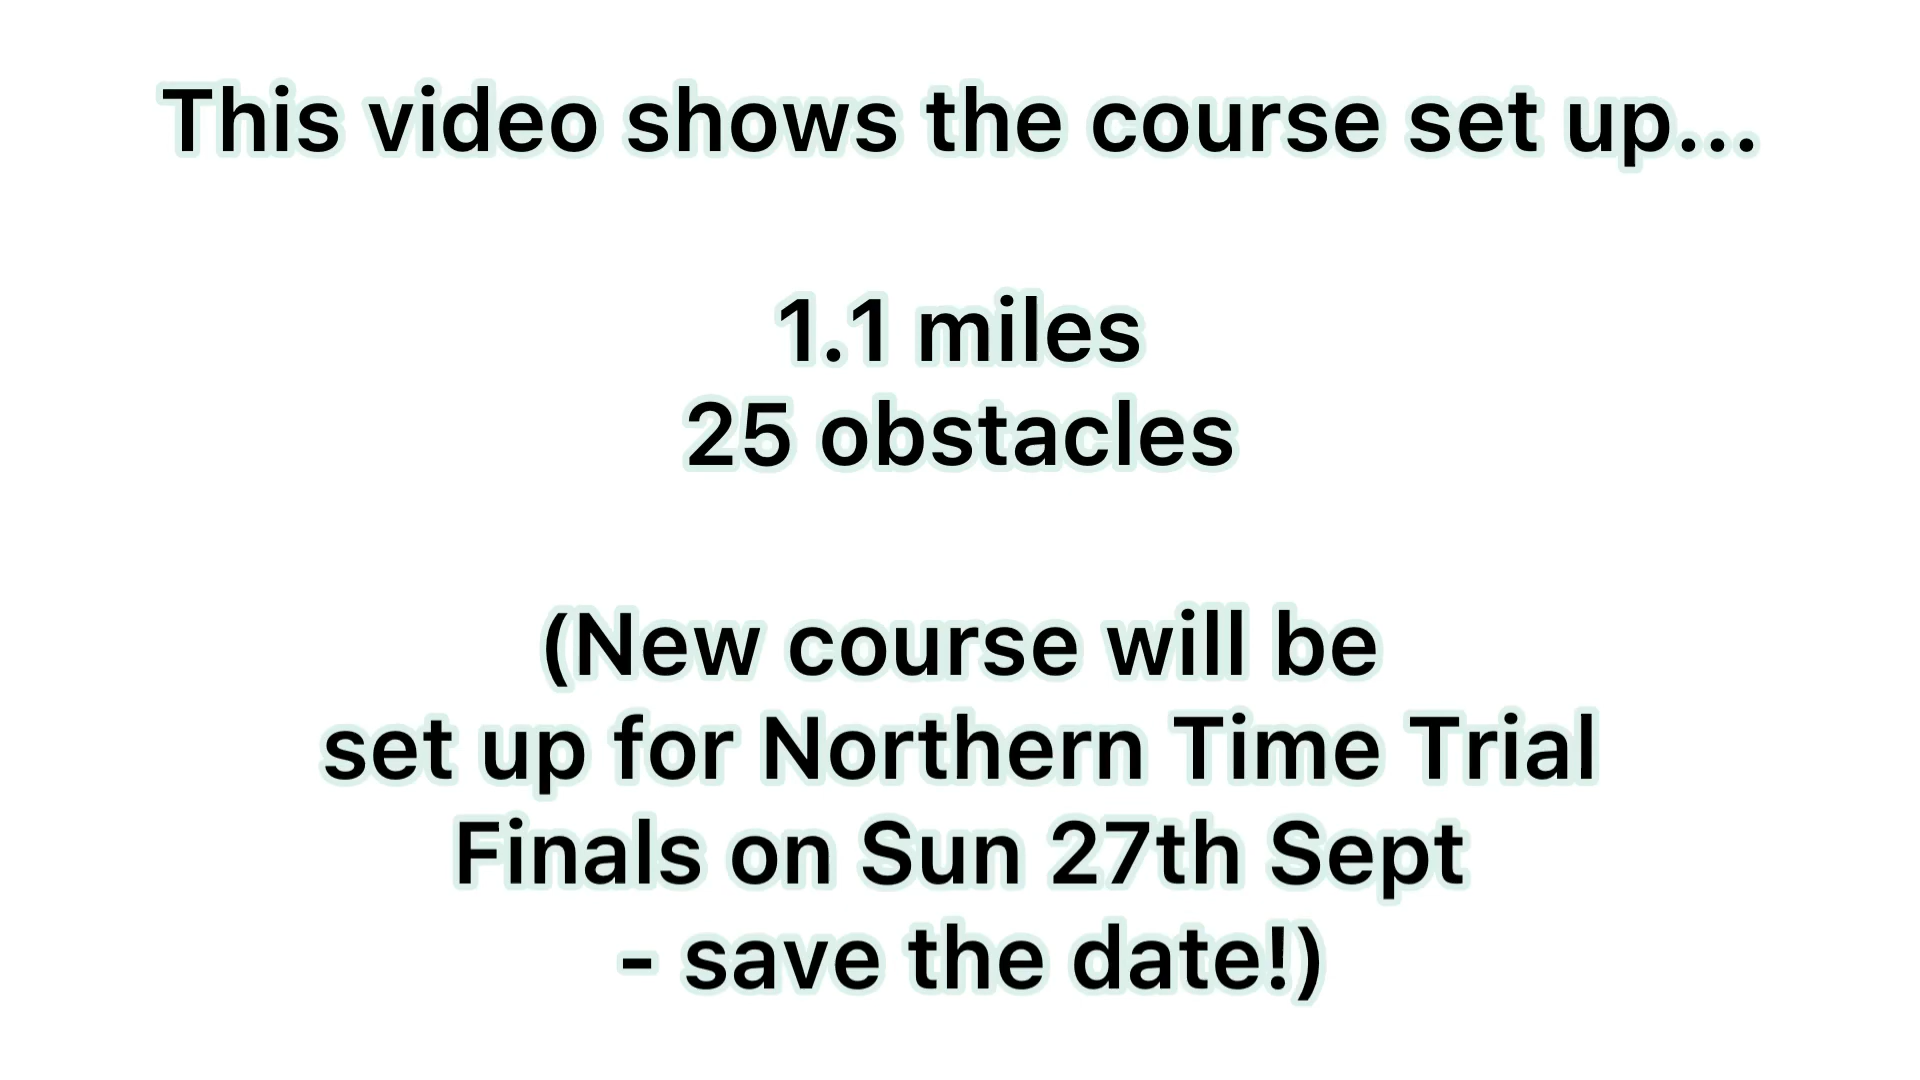 This video shows the course set up...
1.1 miles
25 obstacles
(New course will be
set up for Northern Time Trial
Finals on Sun 27th Sept
- save the date!)